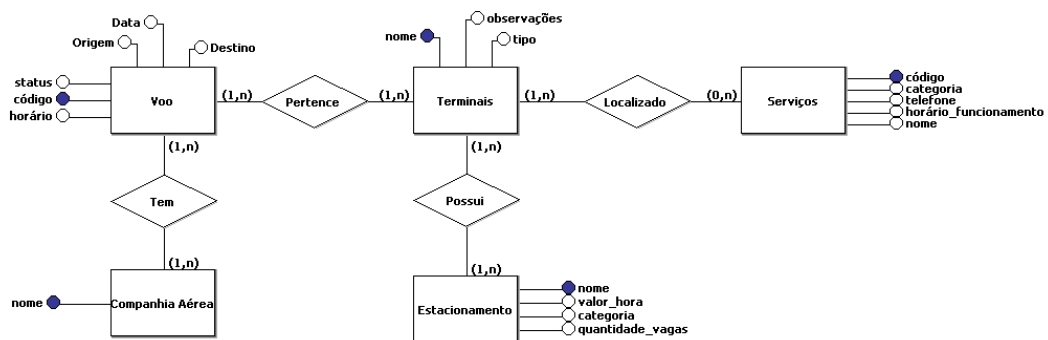 observações
Data
nome
Origem
Destino
tipo
status
código
horário
Voo
(1,n)
Pertence
(1,n)
Terminais
(1,n)
Localizado
(0,n)
Serviços
código
categoria
telefone
horário_funcionamento
nome
(1,n)
(1,n)
Tem
Possui
(1,n)
(1,n)
nome
Companhia Aérea
Estacionamento
nome
valor_hora
categoria
quantidade_vagas